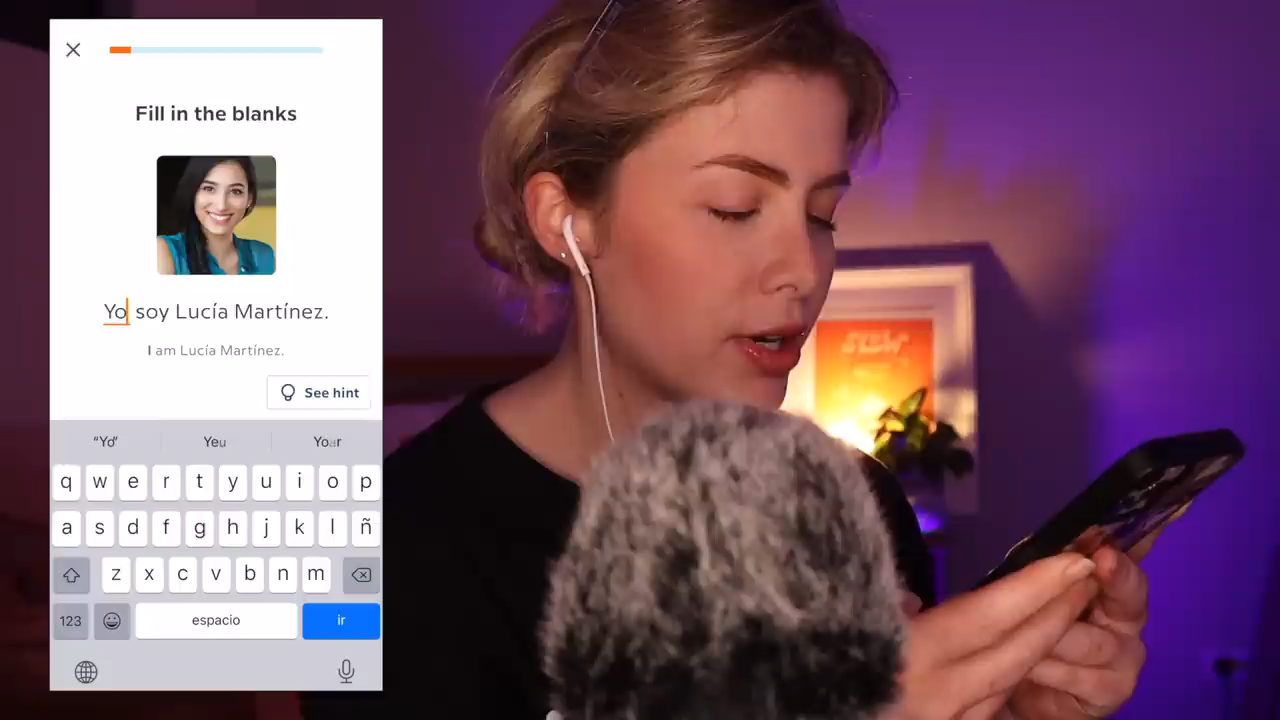 Fill in the blanks
Yo soy Lucía Martínez.
I am Lucía Martínez.
See hint
“Yo” Yeu Yoar
q w e r t y u i o p
a s d f g h j k l ñ
z x c v b n m
123 espacio ir